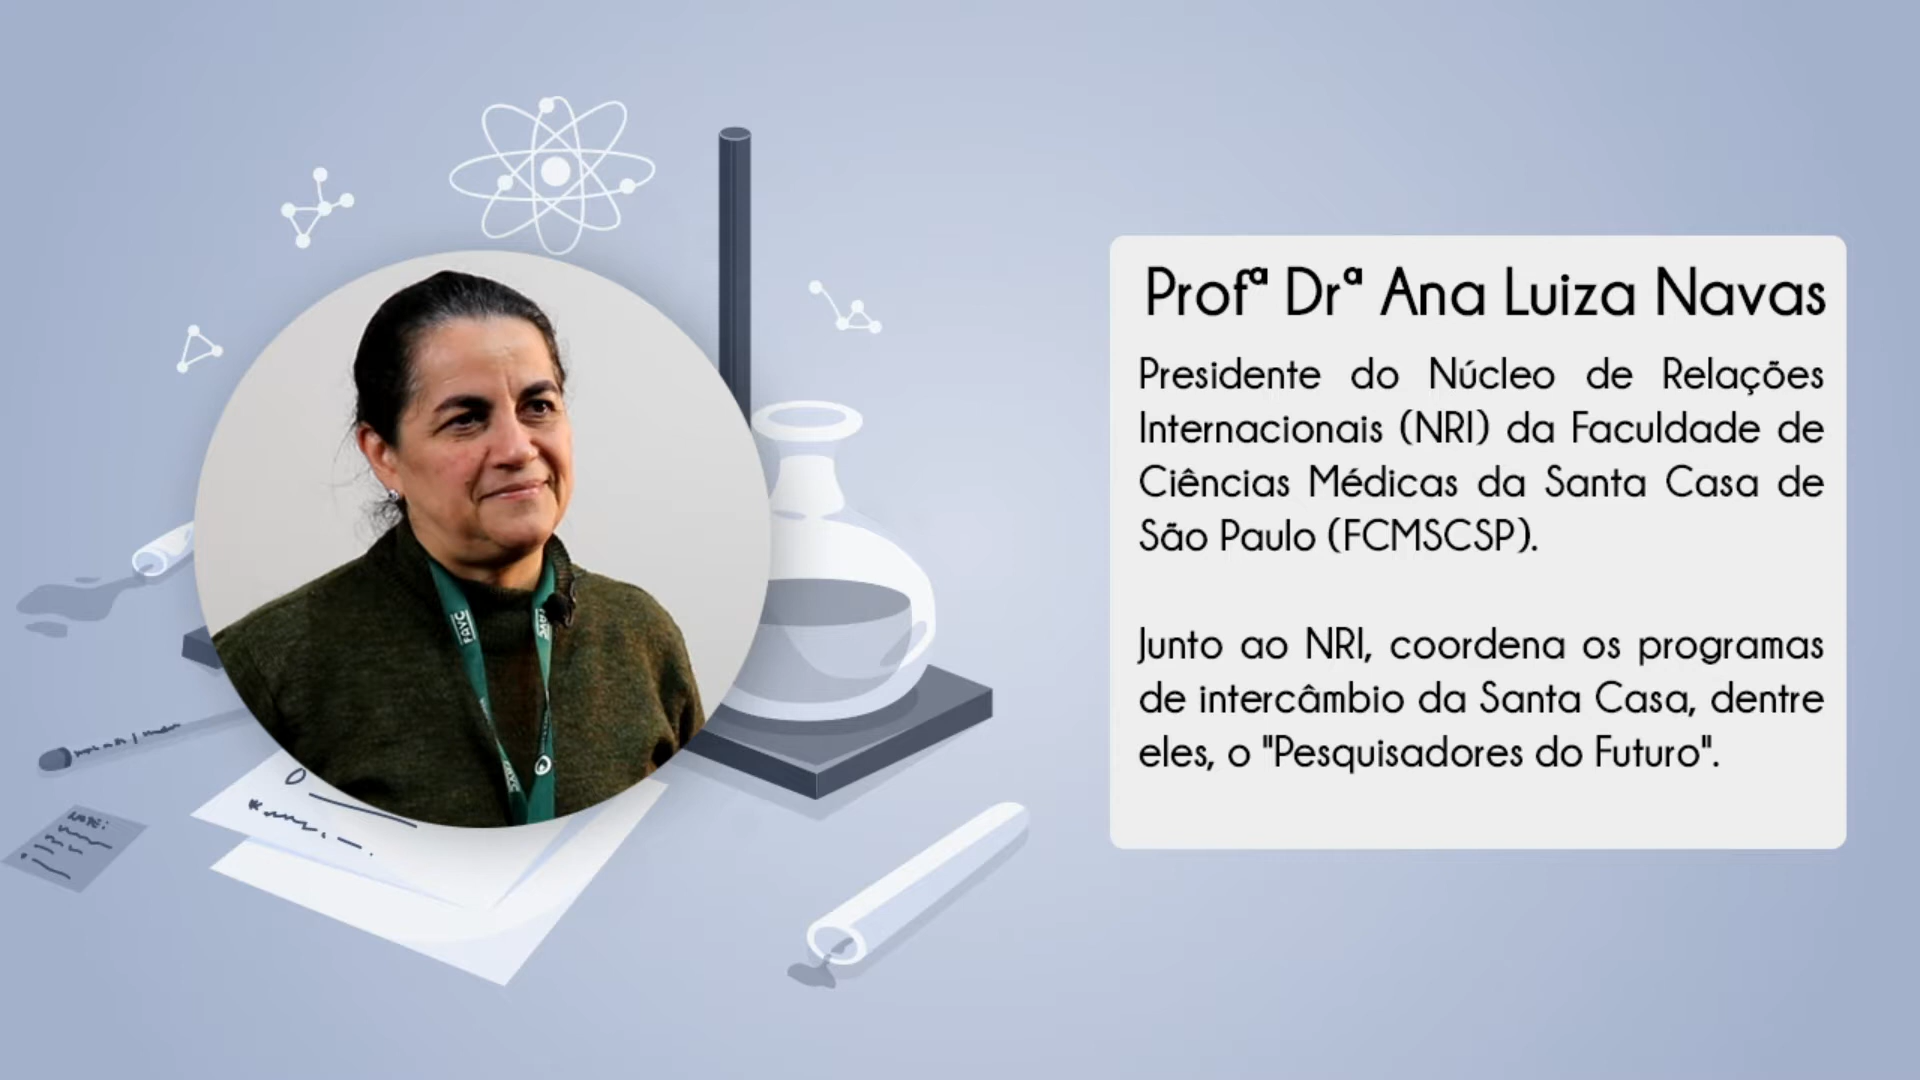 Profª Drª Ana Luiza Navas
Presidente do Núcleo de Relações
Internacionais (NRI) da Faculdade de
Ciências Médicas da Santa Casa de
São Paulo (FCMSCSP).
Junto ao NRI, coordena os programas
de intercâmbio da Santa Casa, dentre
eles, o "Pesquisadores do Futuro".
NOTE: